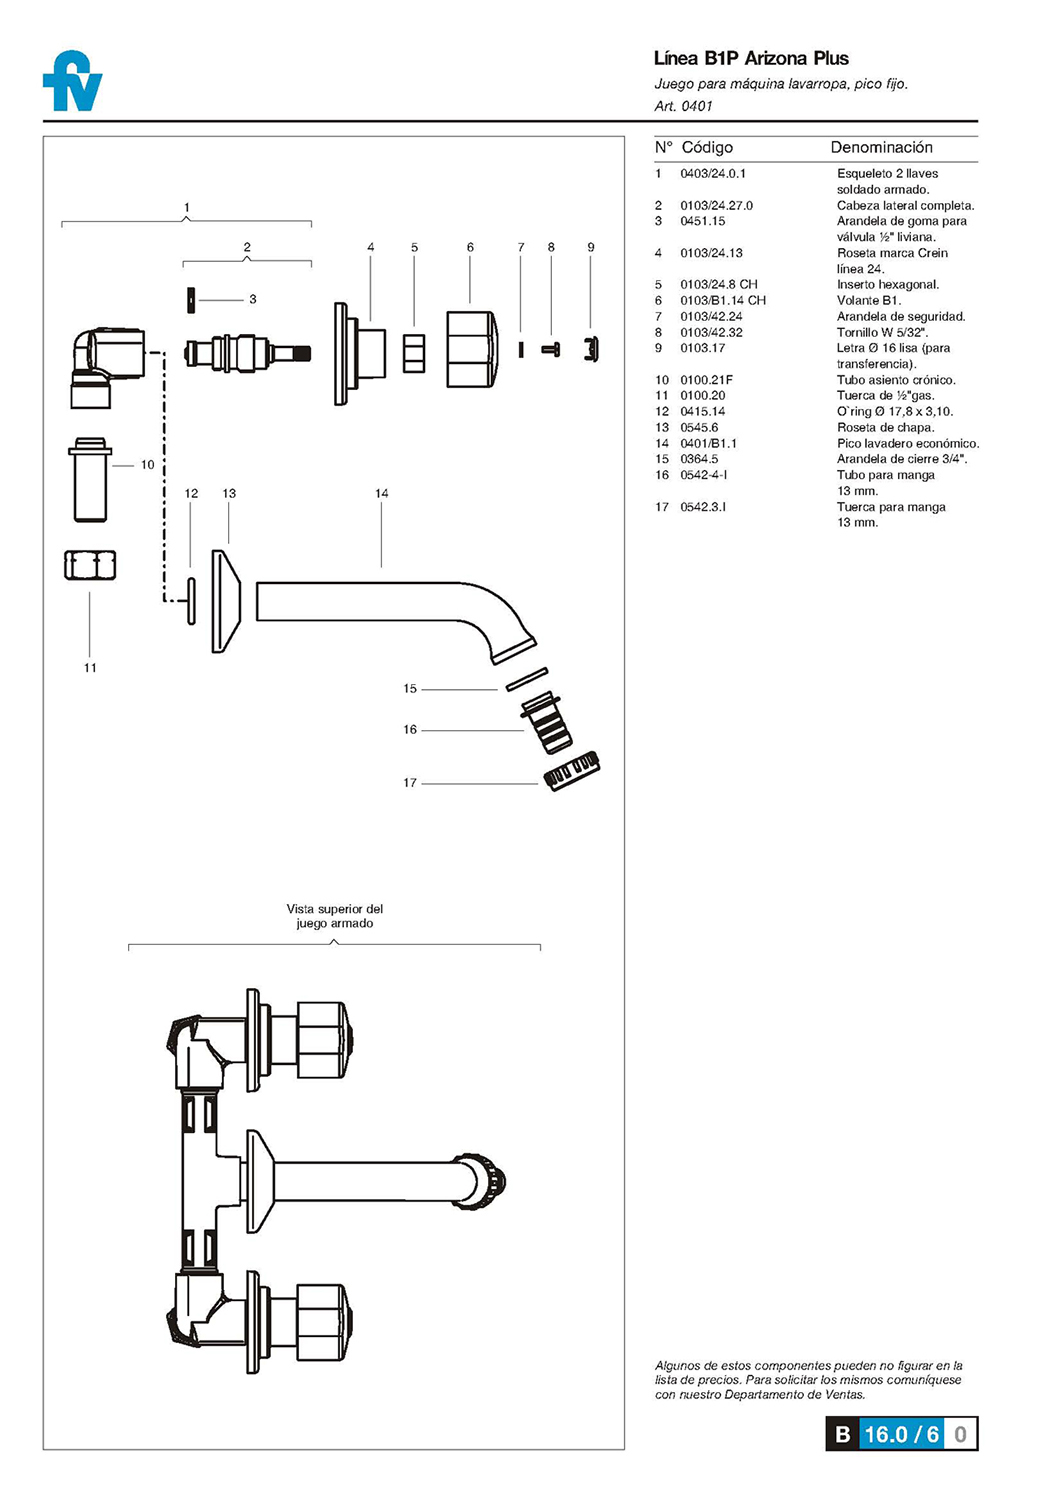 fv
Línea B1P Arizona Plus
Juego para máquina lavarropa, pico fijo.
Art. 0401
N° Código Denominación
1 0403/24.0.1 Esqueleto 2 llaves
soldado armado.
2 0103/24.27.0 Cabeza lateral completa.
3 0451.15 Arandela de goma para
válvula ½" liviana.
4 0103/24.13 Roseta marca Crein
línea 24.
5 0103/24.8 CH Inserto hexagonal.
6 0103/B1.14 CH Volante B1.
7 0103/42.24 Arandela de seguridad.
8 0103/42.32 Tornillo W 5/32".
9 0103.17 Letra Ø 16 lisa (para
transferencia).
10 0100.21F Tubo asiento crónico.
11 0100.20 Tuerca de ½"gas.
12 0415.14 O`ring Ø 17,8 x 3,10.
13 0545.6 Roseta de chapa.
14 0401/B1.1 Pico lavadero económico.
15 0364.5 Arandela de cierre 3/4".
16 0542-4-I Tubo para manga
13 mm.
17 0542.3.I Tuerca para manga
13 mm.
1
2 4 5 6 7 8 9
3
10
12 13 14
11
15
16
17
Vista superior del
juego armado
Algunos de estos componentes pueden no figurar en la
lista de precios. Para solicitar los mismos comuníquese
con nuestro Departamento de Ventas.
B 16.0 / 6 0